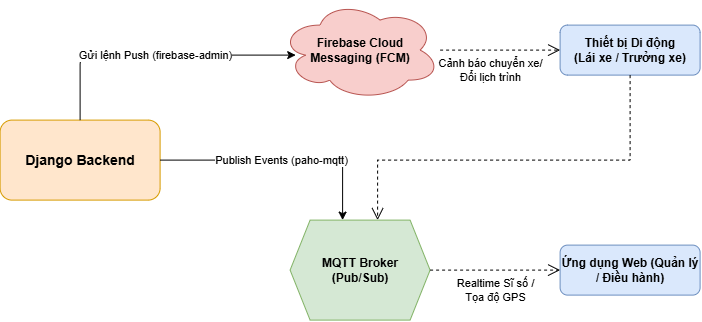 Gửi lệnh Push (firebase-admin)
Firebase Cloud
Messaging (FCM)
Cảnh báo chuyến xe/
Đổi lịch trình
Thiết bị Di động
(Lái xe / Trưởng xe)
Django Backend
Publish Events (paho-mqtt)
MQTT Broker
(Pub/Sub)
Realtime Sĩ số /
Tọa độ GPS
Ứng dụng Web (Quản lý
/ Điều hành)